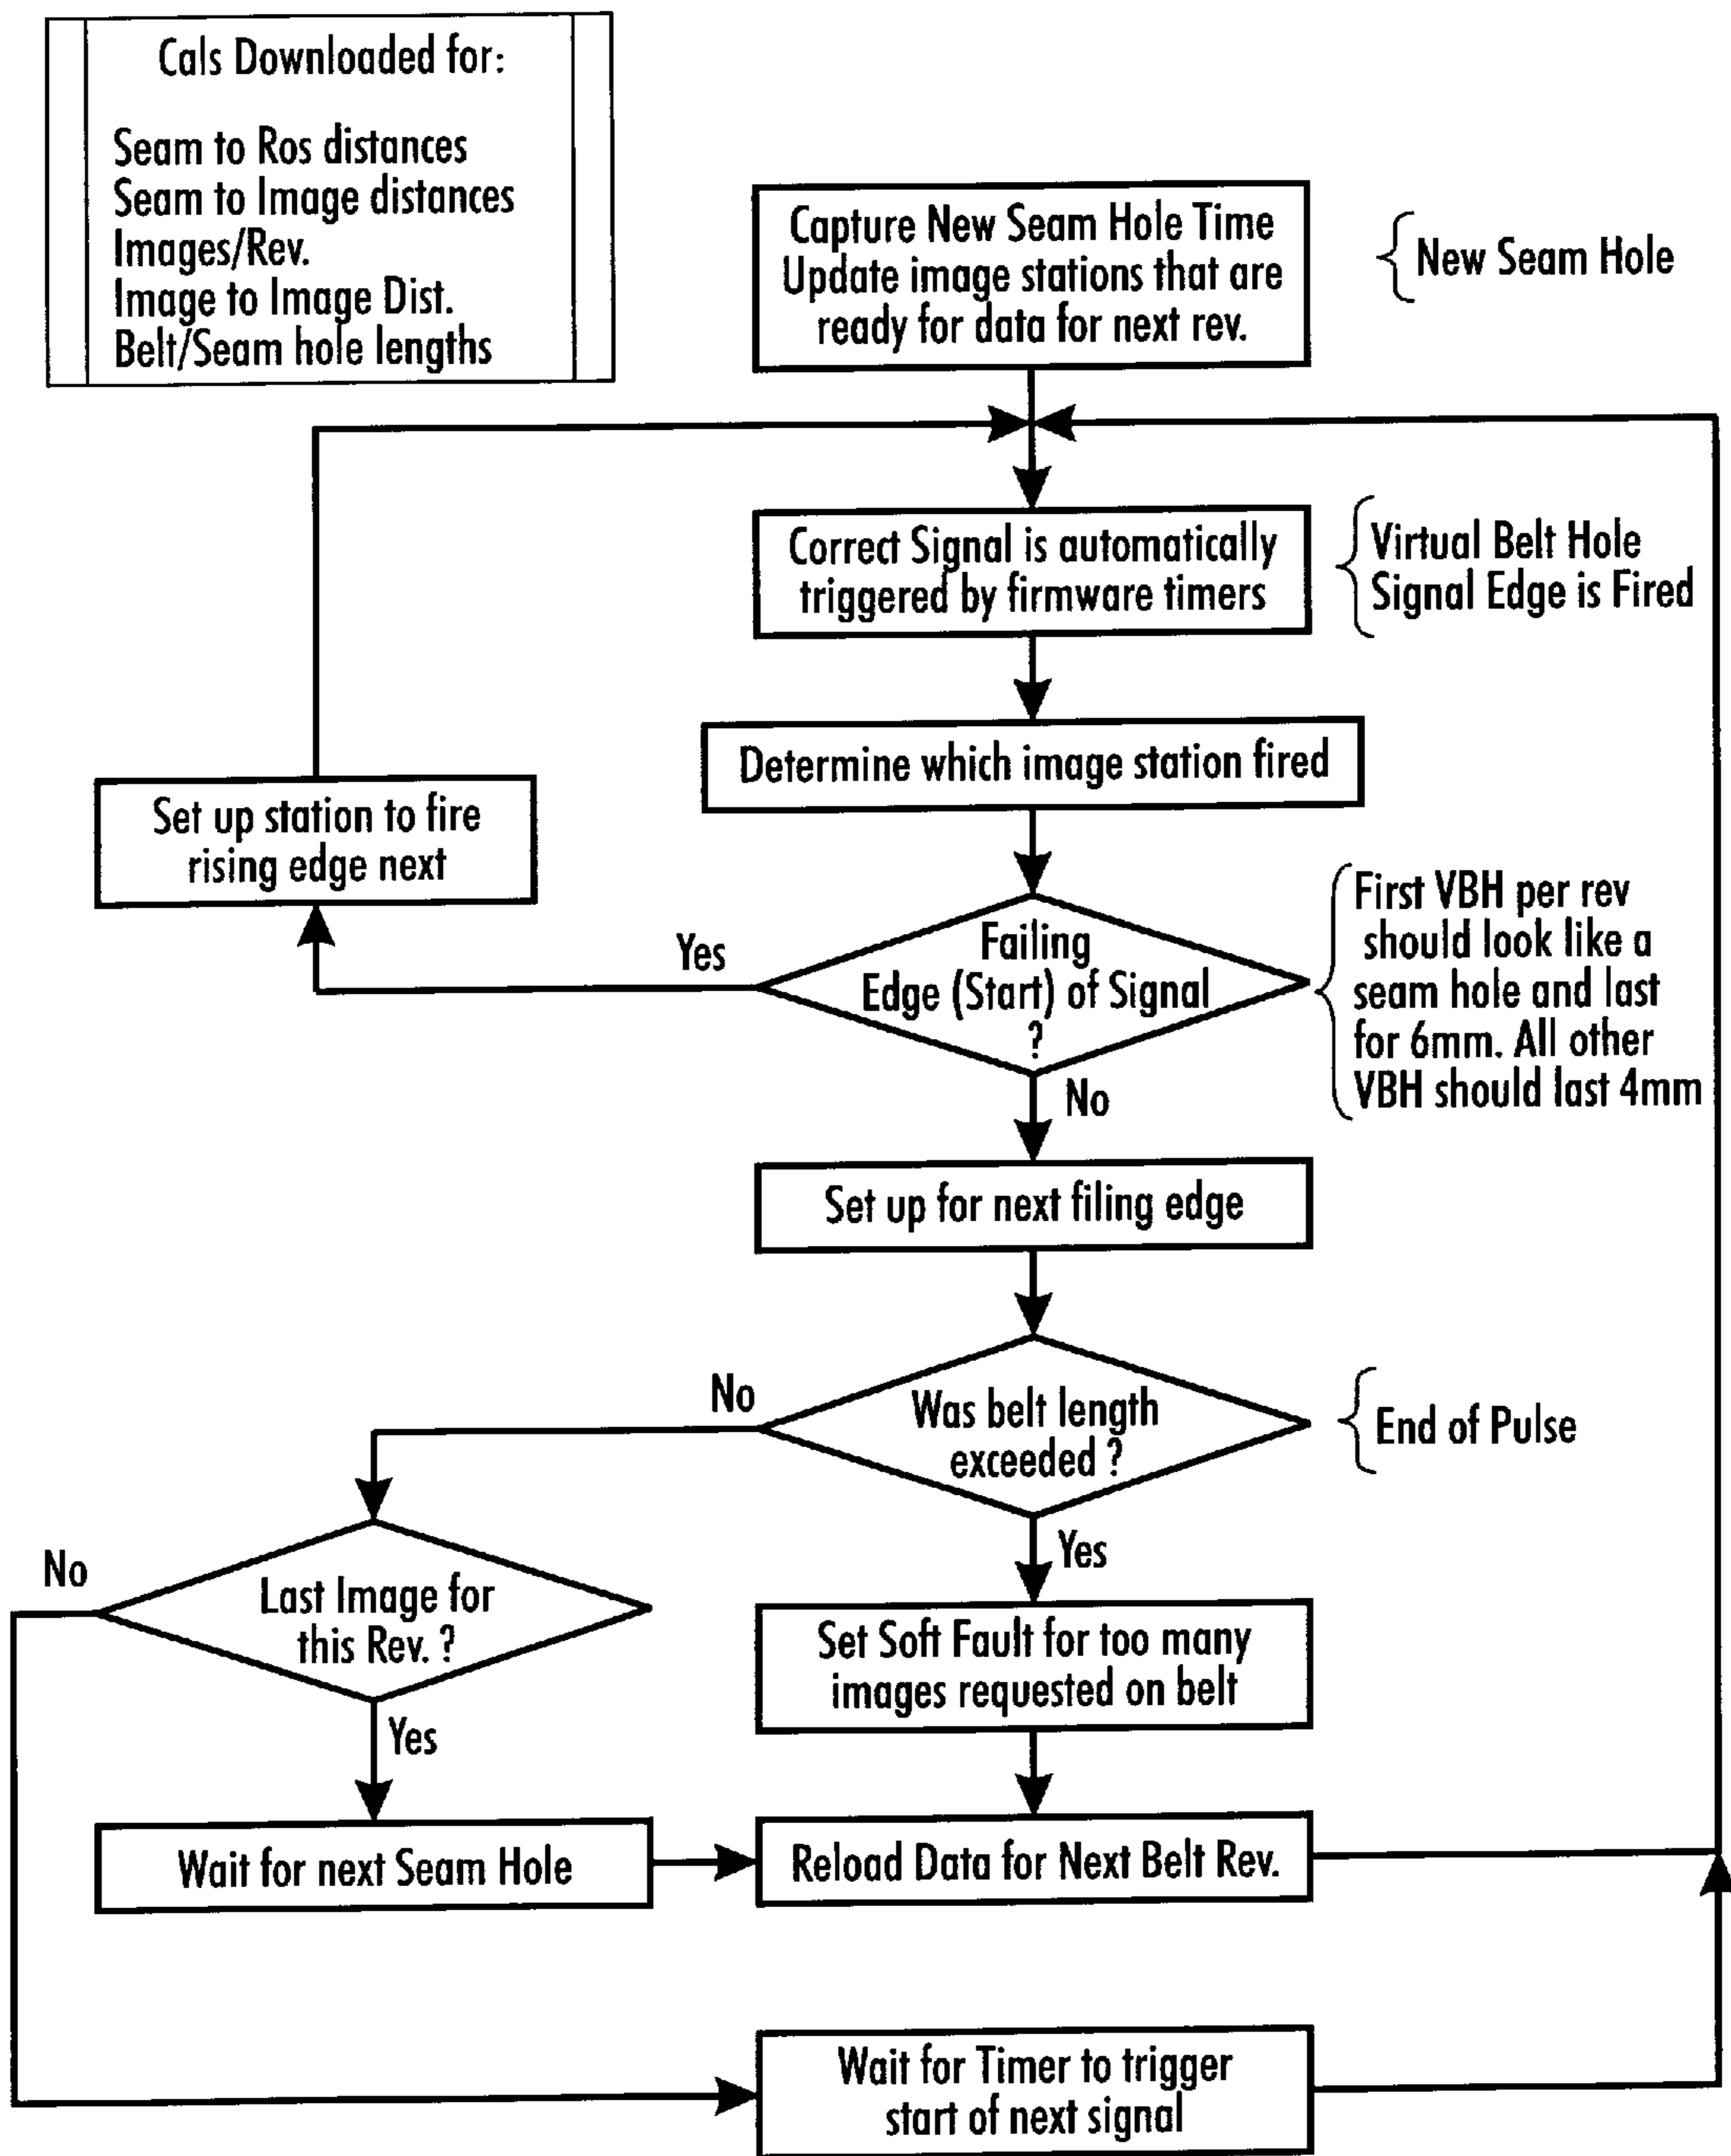 Cals Downloaded for:
Seam to Ros distances
Seam to Image distances
Images/Rev.
Image to Image Dist.
Belt/Seam hole lengths
Capture New Seam Hole Time
Update image stations that are
ready for data for next rev.
New Seam Hole
Correct Signal is automatically
triggered by firmware timers
Virtual Belt Hole
Signal Edge is Fired
Determine which image station fired
Set up station to fire
rising edge next
Yes
Failing
Edge (Start) of Signal
?
First VBH per rev
should look like a
seam hole and last
for 6mm. All other
VBH should last 4mm
No
Set up for next filing edge
No
Was belt length
exceeded ?
End of Pulse
No
Last Image for
this Rev. ?
Yes
Set Soft Fault for too many
images requested on belt
Yes
Wait for next Seam Hole
Reload Data for Next Belt Rev.
Wait for Timer to trigger
start of next signal